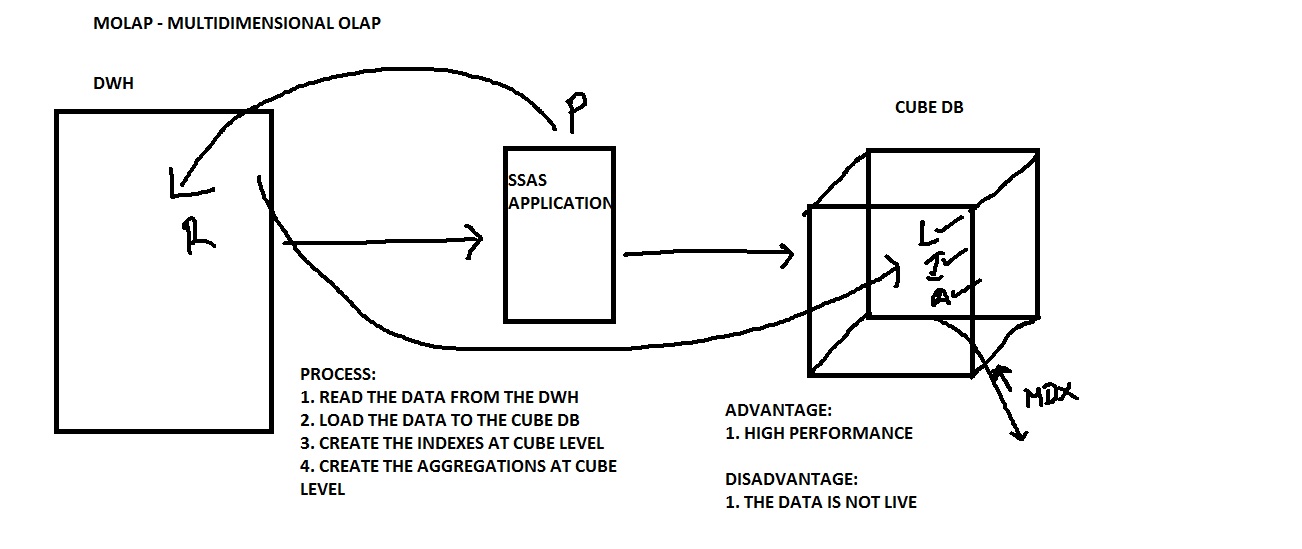 MOLAP - MULTIDIMENSIONAL OLAP
DWH
P
CUBE DB
SSAS
APPLICATION
R
L
I
A
PROCESS:
1. READ THE DATA FROM THE DWH
2. LOAD THE DATA TO THE CUBE DB
3. CREATE THE INDEXES AT CUBE LEVEL
4. CREATE THE AGGREGATIONS AT CUBE
LEVEL
MDX
ADVANTAGE:
1. HIGH PERFORMANCE
DISADVANTAGE:
1. THE DATA IS NOT LIVE